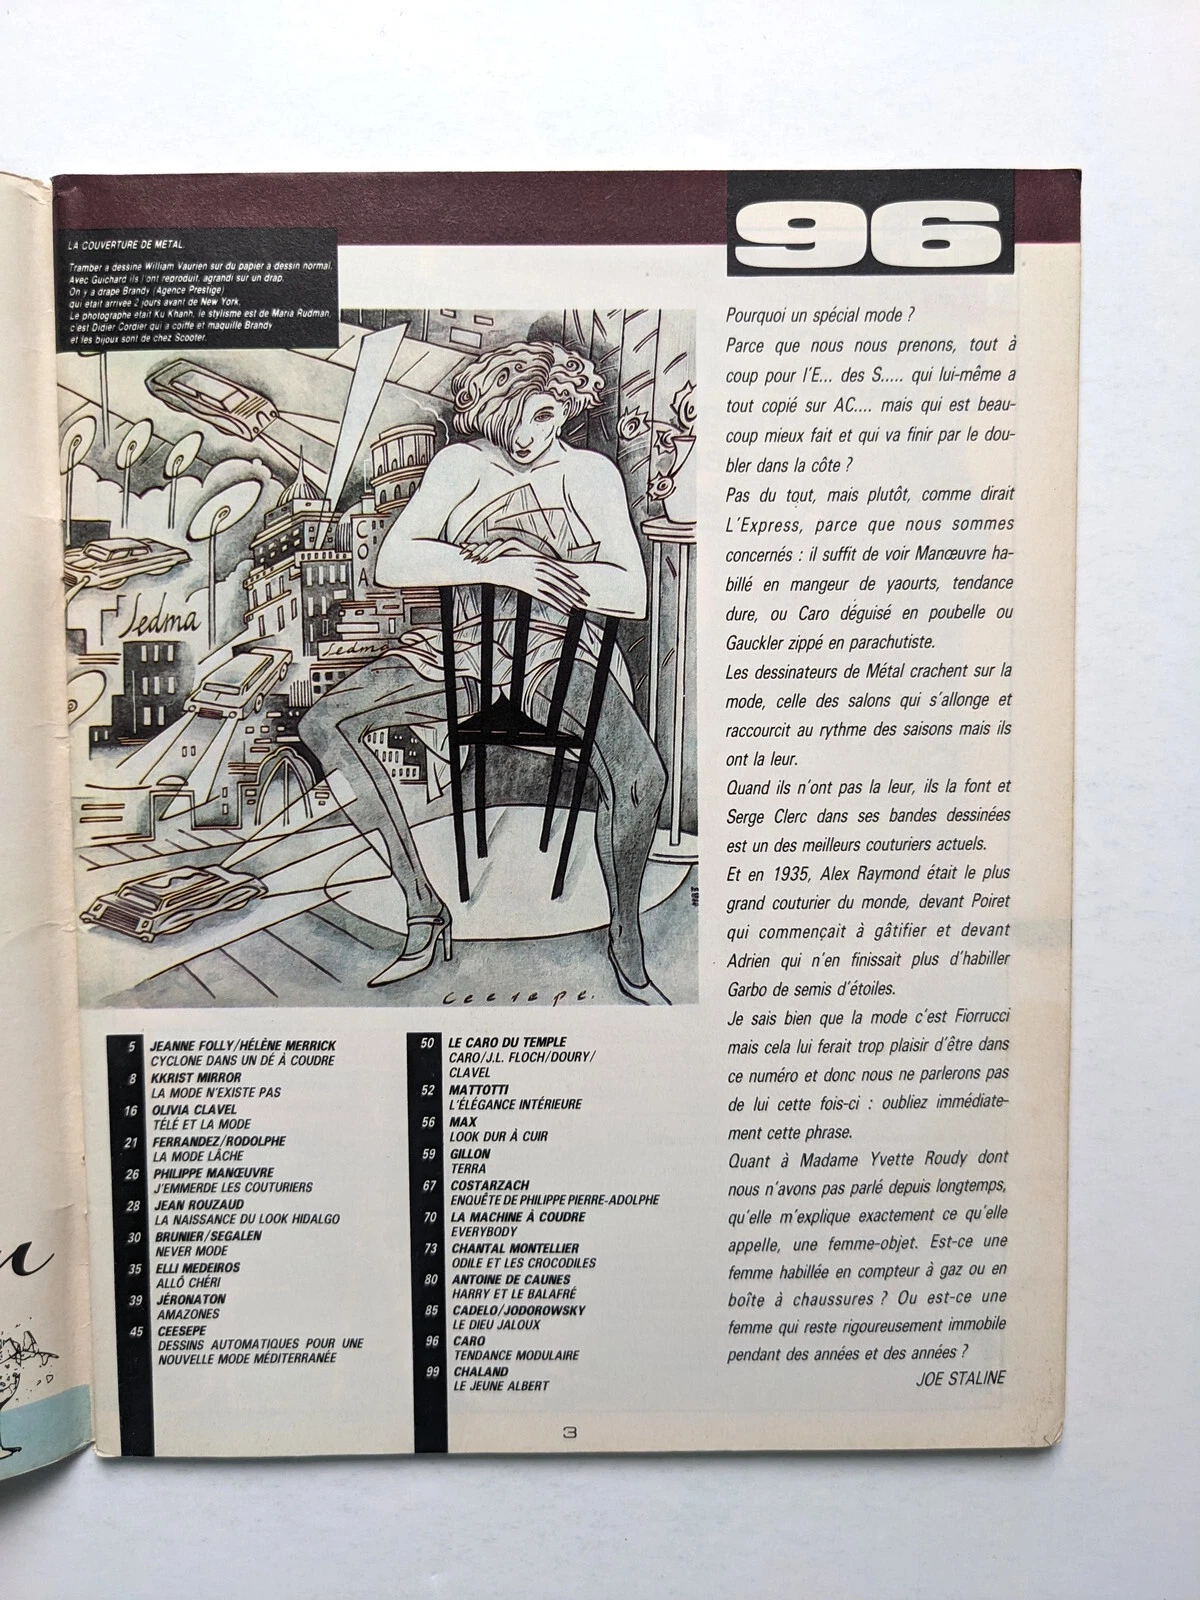 96
LA COUVERTURE DE METAL.
Tramber a dessine William Vaurien sur du papier a dessin normal.
Avec Guichard ils l'ont reproduit, agrandi sur un drap.
On y a drape Brandy (Agence Prestige)
qui etait arrivee 2 jours avant de New York.
Le photographe etait Ku Khanh, le stylisme est de Maria Rudman,
c'est Didier Cordier qui a coiffe et maquille Brandy
et les bijoux sont de chez Scooter.
Ledma
Ledma
COA
Ceesepe.
Pourquoi un spécial mode ?
Parce que nous nous prenons, tout à
coup pour l'E... des S..... qui lui-même a
tout copié sur AC.... mais qui est beau-
coup mieux fait et qui va finir par le dou-
bler dans la côte ?
Pas du tout, mais plutôt, comme dirait
L'Express, parce que nous sommes
concernés : il suffit de voir Manœuvre ha-
billé en mangeur de yaourts, tendance
dure, ou Caro déguisé en poubelle ou
Gauckler zippé en parachutiste.
Les dessinateurs de Métal crachent sur la
mode, celle des salons qui s'allonge et
raccourcit au rythme des saisons mais ils
ont la leur.
Quand ils n'ont pas la leur, ils la font et
Serge Clerc dans ses bandes dessinées
est un des meilleurs couturiers actuels.
Et en 1935, Alex Raymond était le plus
grand couturier du monde, devant Poiret
qui commençait à gâtifier et devant
Adrien qui n'en finissait plus d'habiller
Garbo de semis d'étoiles.
Je sais bien que la mode c'est Fiorrucci
mais cela lui ferait trop plaisir d'être dans
ce numéro et donc nous ne parlerons pas
de lui cette fois-ci : oubliez immédiate-
ment cette phrase.
Quant à Madame Yvette Roudy dont
nous n'avons pas parlé depuis longtemps,
qu'elle m'explique exactement ce qu'elle
appelle, une femme-objet. Est-ce une
femme habillée en compteur à gaz ou en
boîte à chaussures ? Ou est-ce une
femme qui reste rigoureusement immobile
pendant des années et des années ?
JOE STALINE
5 JEANNE FOLLY/HÉLÈNE MERRICK
CYCLONE DANS UN DÉ À COUDRE
8 KKRIST MIRROR
LA MODE N'EXISTE PAS
16 OLIVIA CLAVEL
TÉLÉ ET LA MODE
21 FERRANDEZ/RODOLPHE
LA MODE LÂCHE
26 PHILIPPE MANŒUVRE
J'EMMERDE LES COUTURIERS
28 JEAN ROUZAUD
LA NAISSANCE DU LOOK HIDALGO
30 BRUNIER/SEGALEN
NEVER MODE
35 ELLI MEDEIROS
ALLÔ CHÉRI
39 JÉRONATON
AMAZONES
45 CEESEPE
DESSINS AUTOMATIQUES POUR UNE
NOUVELLE MODE MÉDITERRANÉE
50 LE CARO DU TEMPLE
CARO/J.L. FLOCH/DOURY/
CLAVEL
52 MATTOTTI
L'ÉLÉGANCE INTÉRIEURE
56 MAX
LOOK DUR À CUIR
59 GILLON
TERRA
67 COSTARZACH
ENQUÊTE DE PHILIPPE PIERRE-ADOLPHE
70 LA MACHINE À COUDRE
EVERYBODY
73 CHANTAL MONTELLIER
ODILE ET LES CROCODILES
80 ANTOINE DE CAUNES
HARRY ET LE BALAFRÉ
85 CADELO/JODOROWSKY
LE DIEU JALOUX
96 CARO
TENDANCE MODULAIRE
99 CHALAND
LE JEUNE ALBERT
3